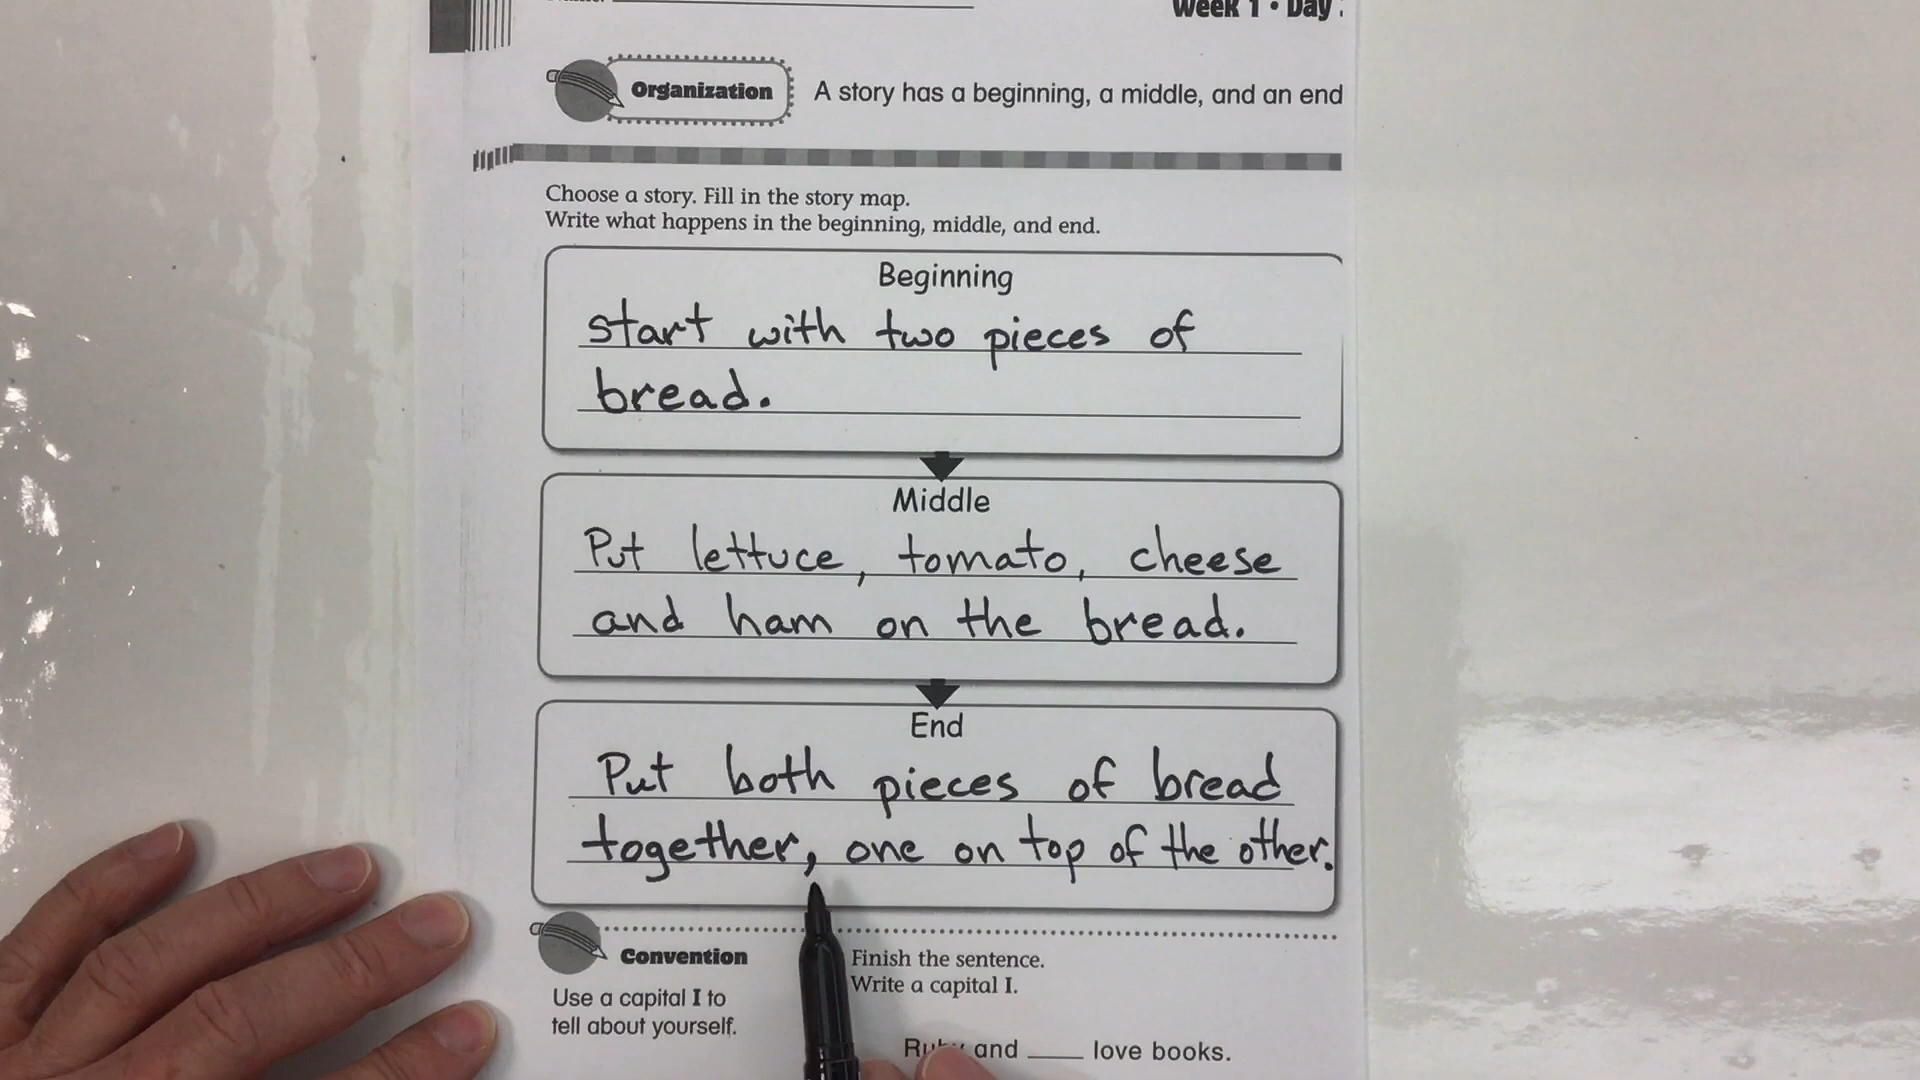 Week 1 • Day
Organization
A story has a beginning, a middle, and an end
Choose a story. Fill in the story map.
Write what happens in the beginning, middle, and end.
Beginning
start with two pieces of
bread.
Middle
Put lettuce, tomato, cheese
and ham on the bread.
End
Put both pieces of bread
together, one on top of the other.
Convention
Use a capital I to
tell about yourself.
Finish the sentence.
Write a capital I.
and ____ love books.